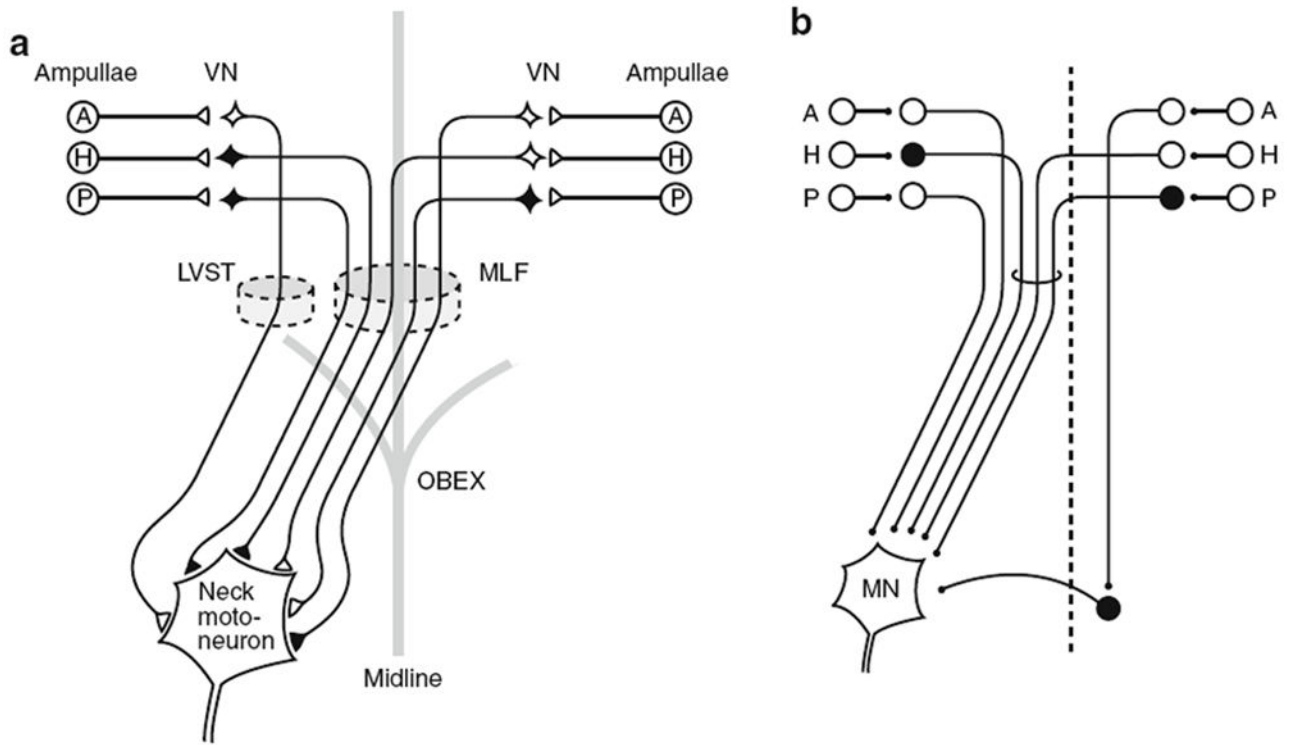 a
Ampullae VN VN Ampullae
A A
H H
P P
LVST MLF
OBEX
Neck
moto-
neuron
Midline
b
A A
H H
P P
MN